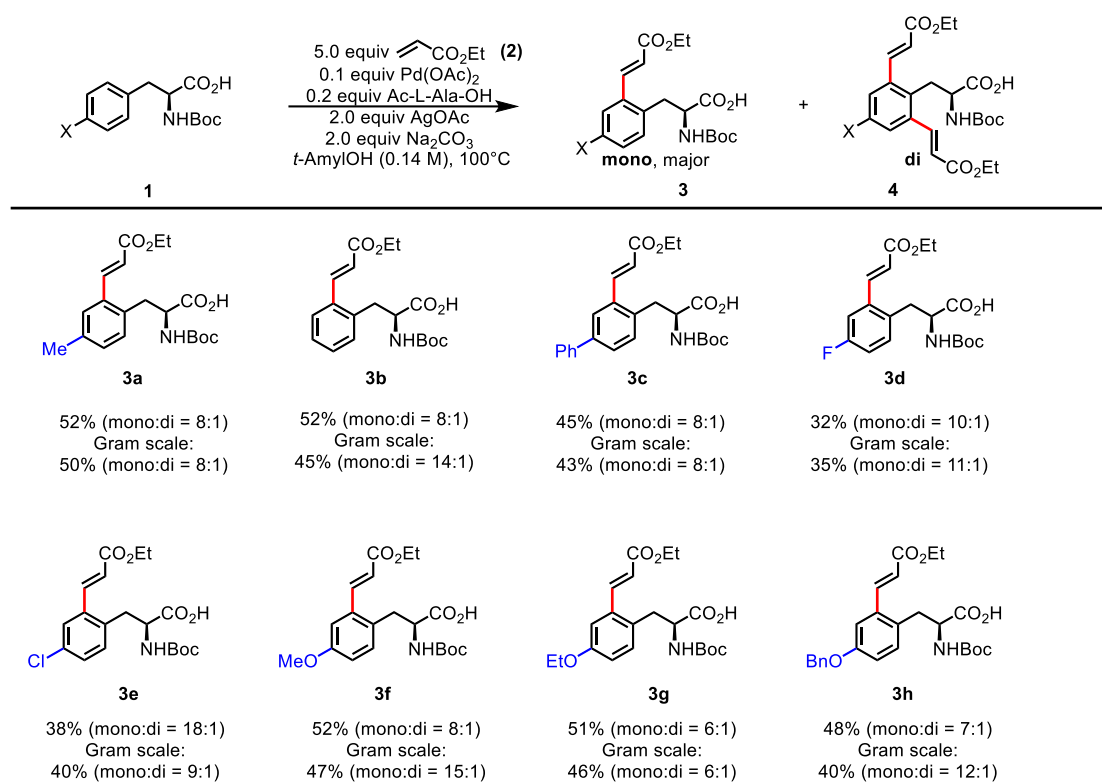 5.0 equiv CO₂Et (2)
0.1 equiv Pd(OAc)₂
0.2 equiv Ac-L-Ala-OH
2.0 equiv AgOAc
2.0 equiv Na₂CO₃
t-AmylOH (0.14 M), 100°C
X CO₂H NHBoc
1
CO₂Et
X CO₂H NHBoc
mono, major
3
+
CO₂Et
X CO₂H NHBoc
di
CO₂Et
4
CO₂Et CO₂H NHBoc Me
3a
52% (mono:di = 8:1)
Gram scale:
50% (mono:di = 8:1)
CO₂Et CO₂H NHBoc
3b
52% (mono:di = 8:1)
Gram scale:
45% (mono:di = 14:1)
CO₂Et CO₂H NHBoc Ph
3c
45% (mono:di = 8:1)
Gram scale:
43% (mono:di = 8:1)
CO₂Et CO₂H NHBoc F
3d
32% (mono:di = 10:1)
Gram scale:
35% (mono:di = 11:1)
CO₂Et CO₂H NHBoc Cl
3e
38% (mono:di = 18:1)
Gram scale:
40% (mono:di = 9:1)
CO₂Et CO₂H NHBoc MeO
3f
52% (mono:di = 8:1)
Gram scale:
47% (mono:di = 15:1)
CO₂Et CO₂H NHBoc EtO
3g
51% (mono:di = 6:1)
Gram scale:
46% (mono:di = 6:1)
CO₂Et CO₂H NHBoc BnO
3h
48% (mono:di = 7:1)
Gram scale:
40% (mono:di = 12:1)